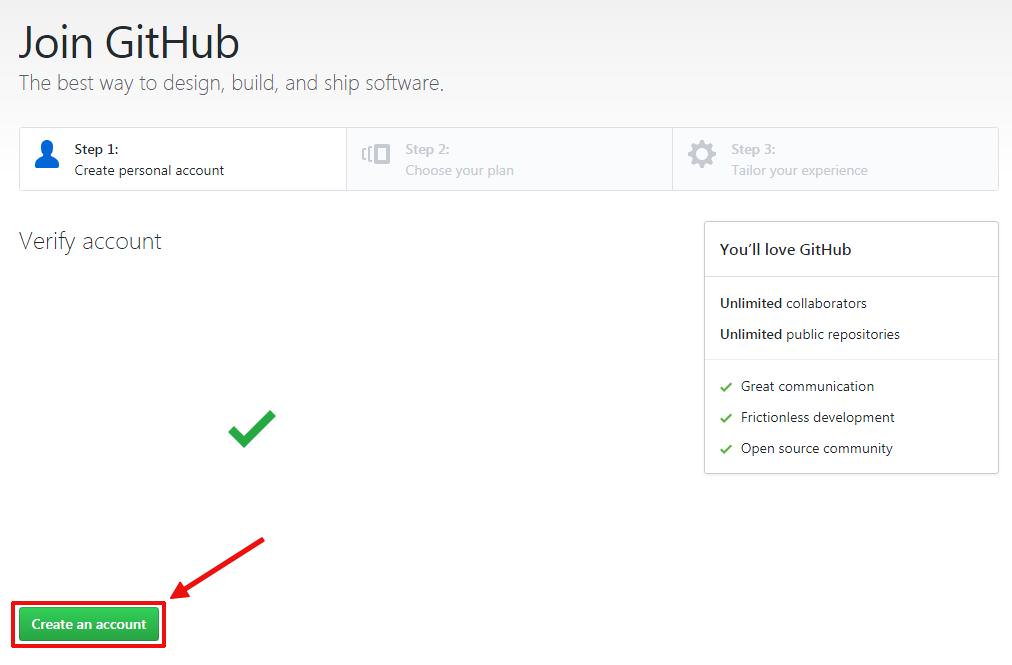 Join GitHub
The best way to design, build, and ship software.
Step 1:
Create personal account
Step 2:
Choose your plan
Step 3:
Tailor your experience
Verify account
You'll love GitHub
Unlimited collaborators
Unlimited public repositories
Great communication
Frictionless development
Open source community
Create an account